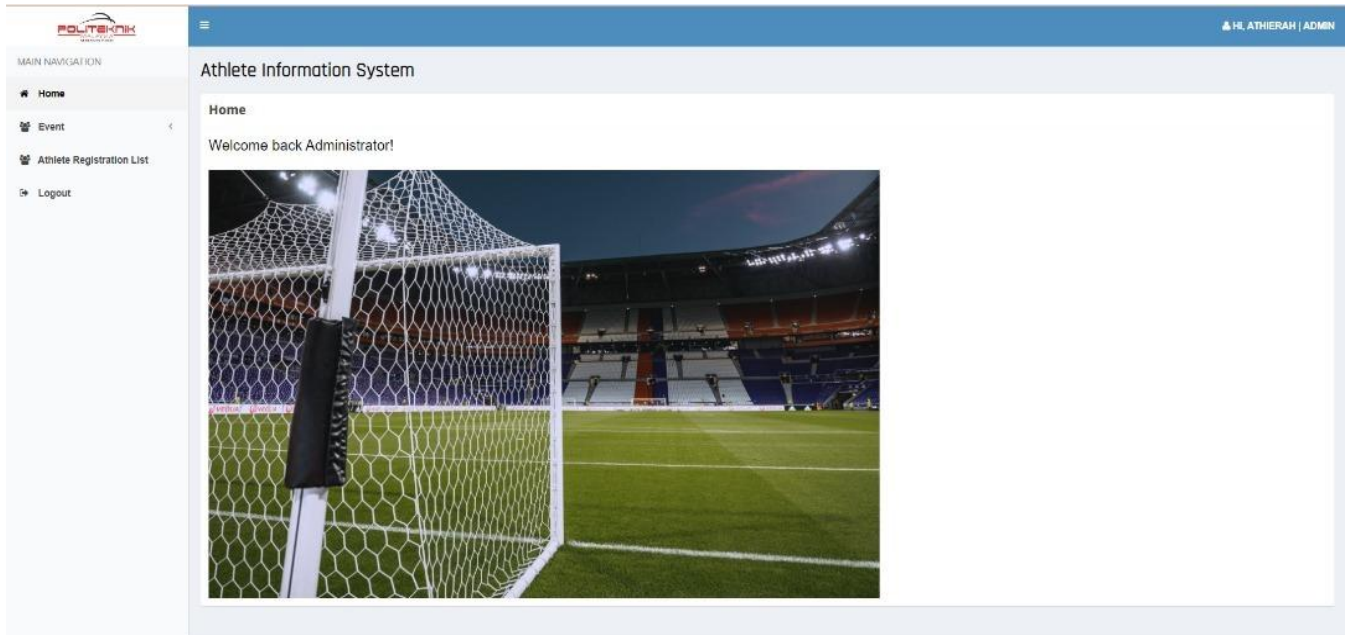 POLITEKNIK
HI, ATHIERAH | ADMIN
MAIN NAVIGATION
Home
Event
Athlete Registration List
Logout
Athlete Information System
Home
Welcome back Administrator!